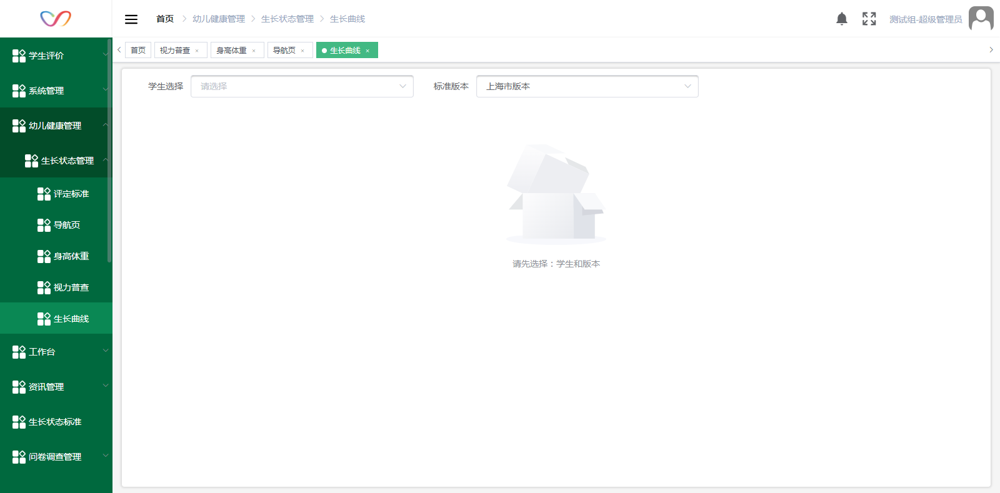 首页 幼儿健康管理 生长状态管理 生长曲线
测试组-超级管理员
首页 视力普查 × 身高体重 × 导航页 × 生长曲线 ×
学生评价
系统管理
幼儿健康管理
生长状态管理
评定标准
导航页
身高体重
视力普查
生长曲线
工作台
资讯管理
生长状态标准
问卷调查管理
学生选择 请选择 标准版本 上海市版本
请先选择：学生和版本